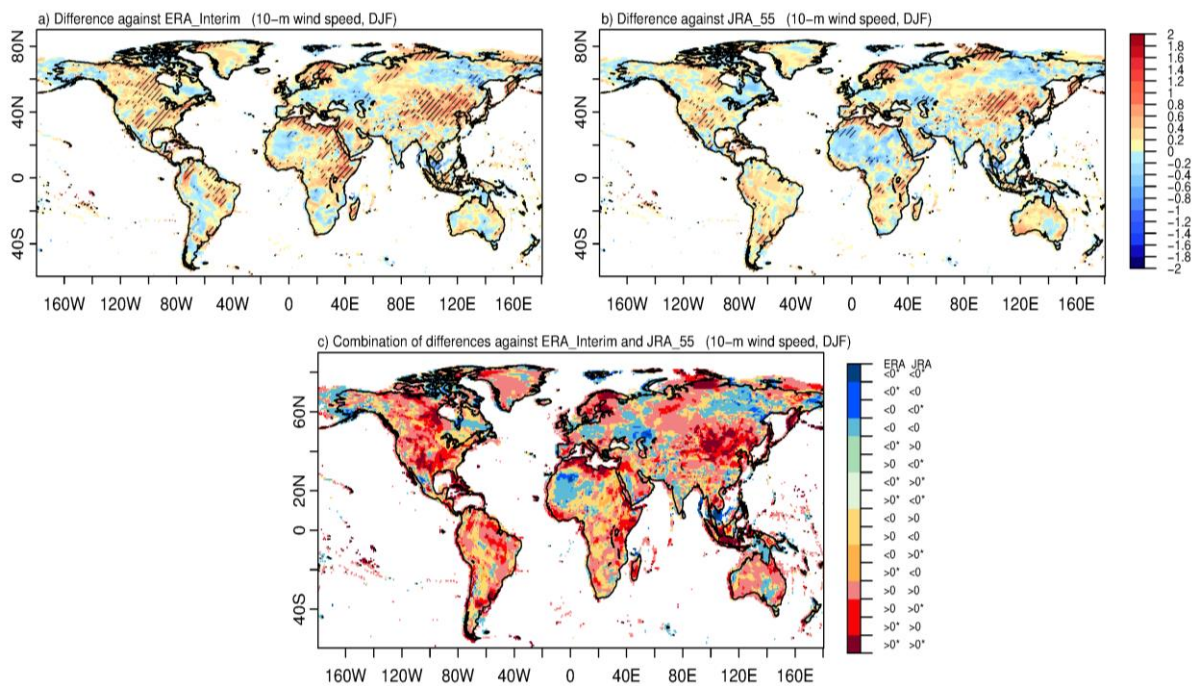 a) Difference against ERA_Interim (10−m wind speed, DJF)
b) Difference against JRA_55 (10−m wind speed, DJF)
80N
40N
0
40S
160W 120W 80W 40W 0 40E 80E 120E 160E
80N
40N
0
40S
160W 120W 80W 40W 0 40E 80E 120E 160E
2
1.8
1.6
1.4
1.2
1
0.8
0.6
0.4
0.2
0
−0.2
−0.4
−0.6
−0.8
−1
−1.2
−1.4
−1.6
−1.8
−2
c) Combination of differences against ERA_Interim and JRA_55 (10−m wind speed, DJF)
60N
20N
0
40S
160W 120W 80W 40W 0 40E 80E 120E 160E
ERA JRA
<0* <0*
<0* <0
<0 <0*
<0 <0
<0* >0
>0 <0*
<0* >0*
>0* <0*
<0 >0
>0 <0
<0 >0*
>0* <0
>0 >0
>0 >0*
>0* >0
>0* >0*